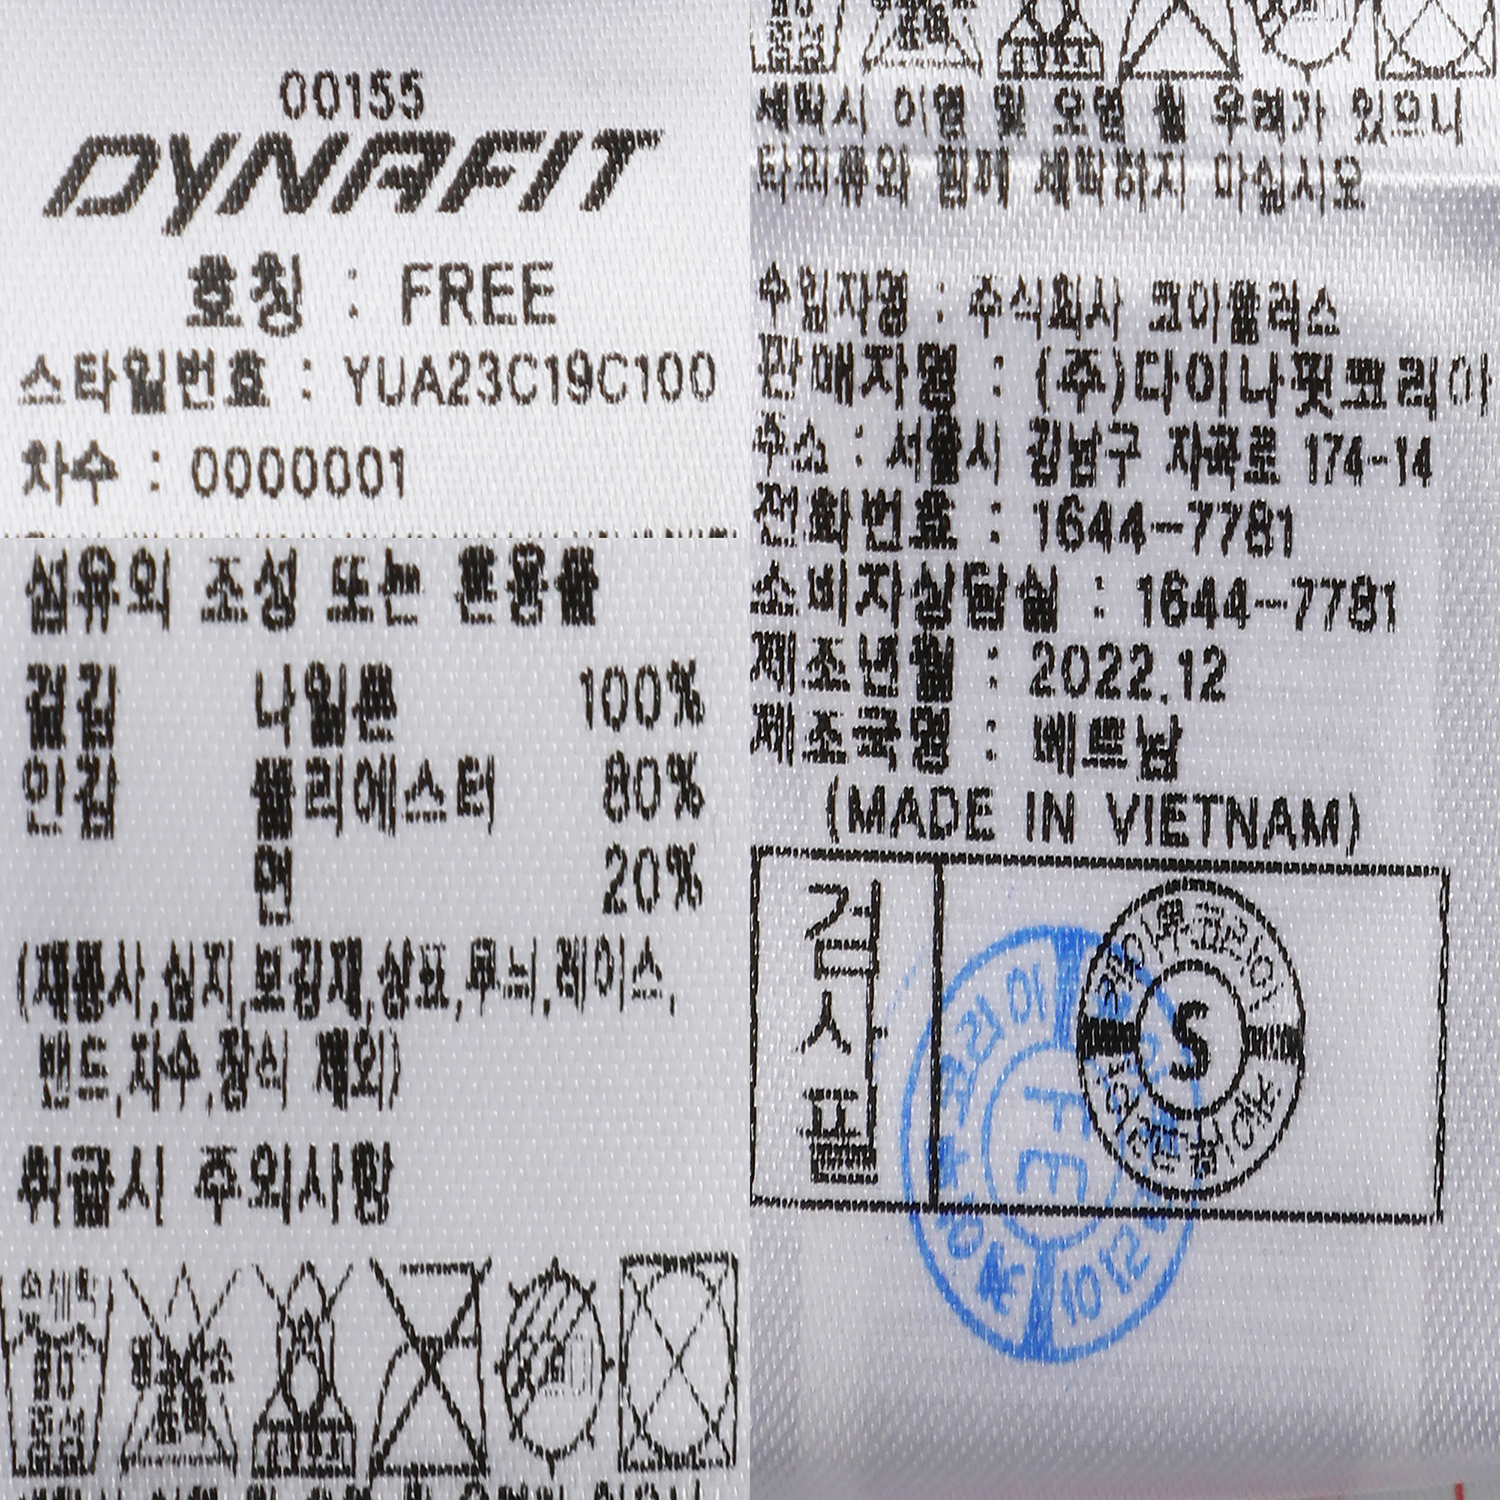 00155
DYNAFIT
호칭 : FREE
스타일번호 : YUA23C19C100
차수 : 0000001
섬유의 조성 또는 혼용률
겉감 나일론 100%
안감 폴리에스터 80%
면 20%
(재봉사,심지,보강재,상표,무늬,레이스,
밴드,자수,장식 제외)
취급시 주의사항
손세탁
중성
세탁시 이염 및 오염 될 우려가 있으니
타의류와 함께 세탁하지 마십시오
수입자명 : 주식회사 코아플러스
판매자명 : (주)다이나핏코리아
주소 : 서울시 강남구 자곡로 174-14
전화번호 : 1644-7781
소비자상담실 : 1644-7781
제조년월 : 2022.12
제조국명 : 베트남
(MADE IN VIETNAM)
검사필
S